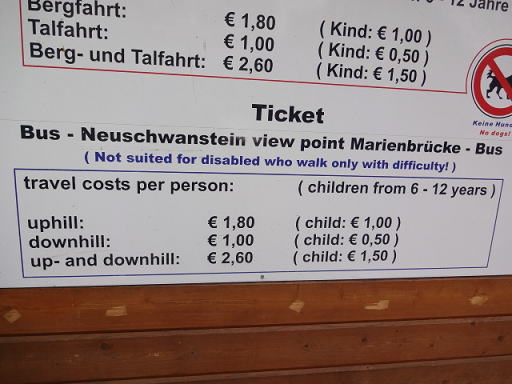 - 12 Jahre
Bergfahrt: € 1,80 ( Kind: € 1,00 )
Talfahrt: € 1,00 ( Kind: € 0,50 )
Berg- und Talfahrt: € 2,60 ( Kind: € 1,50 )
Keine
No dogs!
Ticket
Bus - Neuschwanstein view point Marienbrücke - Bus
( Not suited for disabled who walk only with difficulty! )
travel costs per person: ( children from 6 - 12 years )
uphill: € 1,80 ( child: € 1,00 )
downhill: € 1,00 ( child: € 0,50 )
up- and downhill: € 2,60 ( child: € 1,50 )